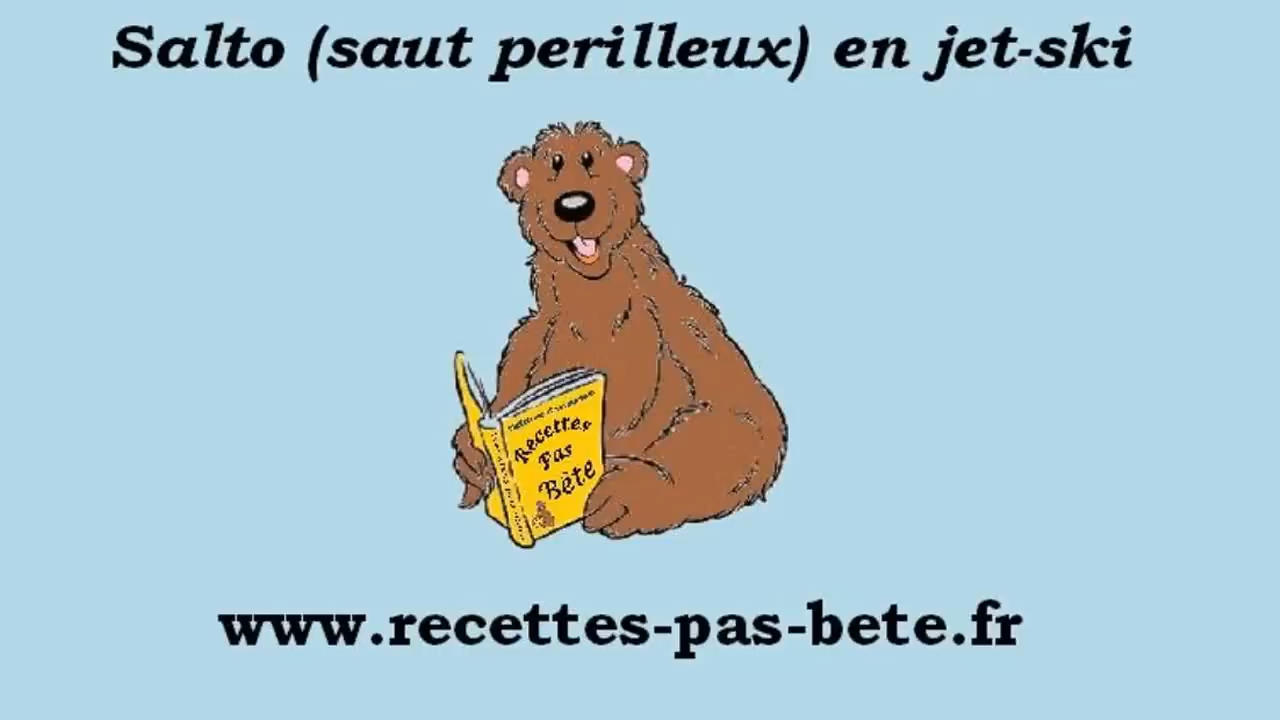 Salto (saut perilleux) en jet-ski
Recettes
Pas
Bête
www.recettes-pas-bete.fr